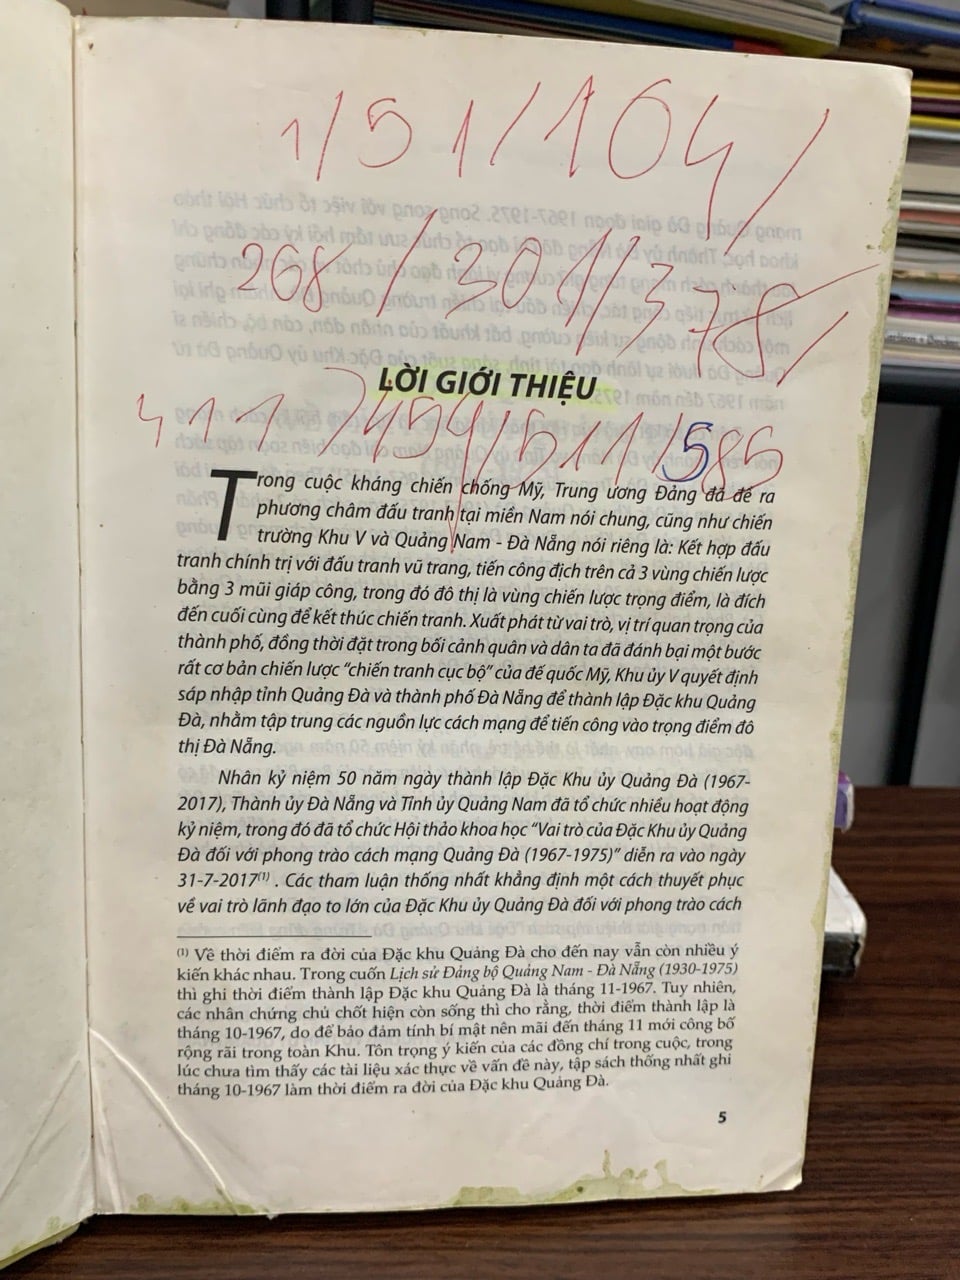 1/51/104/
268/301/378/
LỜI GIỚI THIỆU
411/454/511/585
Trong cuộc kháng chiến chống Mỹ, Trung ương Đảng đã đề ra
phương châm đấu tranh tại miền Nam nói chung, cũng như chiến
trường Khu V và Quảng Nam - Đà Nẵng nói riêng là: Kết hợp đấu
tranh chính trị với đấu tranh vũ trang, tiến công địch trên cả 3 vùng chiến lược
bằng 3 mũi giáp công, trong đó đô thị là vùng chiến lược trọng điểm, là đích
đến cuối cùng để kết thúc chiến tranh. Xuất phát từ vai trò, vị trí quan trọng của
thành phố, đồng thời đặt trong bối cảnh quân và dân ta đã đánh bại một bước
rất cơ bản chiến lược “chiến tranh cục bộ” của đế quốc Mỹ, Khu ủy V quyết định
sáp nhập tỉnh Quảng Đà và thành phố Đà Nẵng để thành lập Đặc khu Quảng
Đà, nhằm tập trung các nguồn lực cách mạng để tiến công vào trọng điểm đô
thị Đà Nẵng.
Nhân kỷ niệm 50 năm ngày thành lập Đặc Khu ủy Quảng Đà (1967-
2017), Thành ủy Đà Nẵng và Tỉnh ủy Quảng Nam đã tổ chức nhiều hoạt động
kỷ niệm, trong đó đã tổ chức Hội thảo khoa học “Vai trò của Đặc Khu ủy Quảng
Đà đối với phong trào cách mạng Quảng Đà (1967-1975)” diễn ra vào ngày
31-7-2017(1) . Các tham luận thống nhất khẳng định một cách thuyết phục
về vai trò lãnh đạo to lớn của Đặc Khu ủy Quảng Đà đối với phong trào cách
(1) Về thời điểm ra đời của Đặc khu Quảng Đà cho đến nay vẫn còn nhiều ý
kiến khác nhau. Trong cuốn Lịch sử Đảng bộ Quảng Nam - Đà Nẵng (1930-1975)
thì ghi thời điểm thành lập Đặc khu Quảng Đà là tháng 11-1967. Tuy nhiên,
các nhân chứng chủ chốt hiện còn sống thì cho rằng, thời điểm thành lập là
tháng 10-1967, do để bảo đảm tính bí mật nên mãi đến tháng 11 mới công bố
rộng rãi trong toàn Khu. Tôn trọng ý kiến của các đồng chí trong cuộc, trong
lúc chưa tìm thấy các tài liệu xác thực về vấn đề này, tập sách thống nhất ghi
tháng 10-1967 làm thời điểm ra đời của Đặc khu Quảng Đà.
5